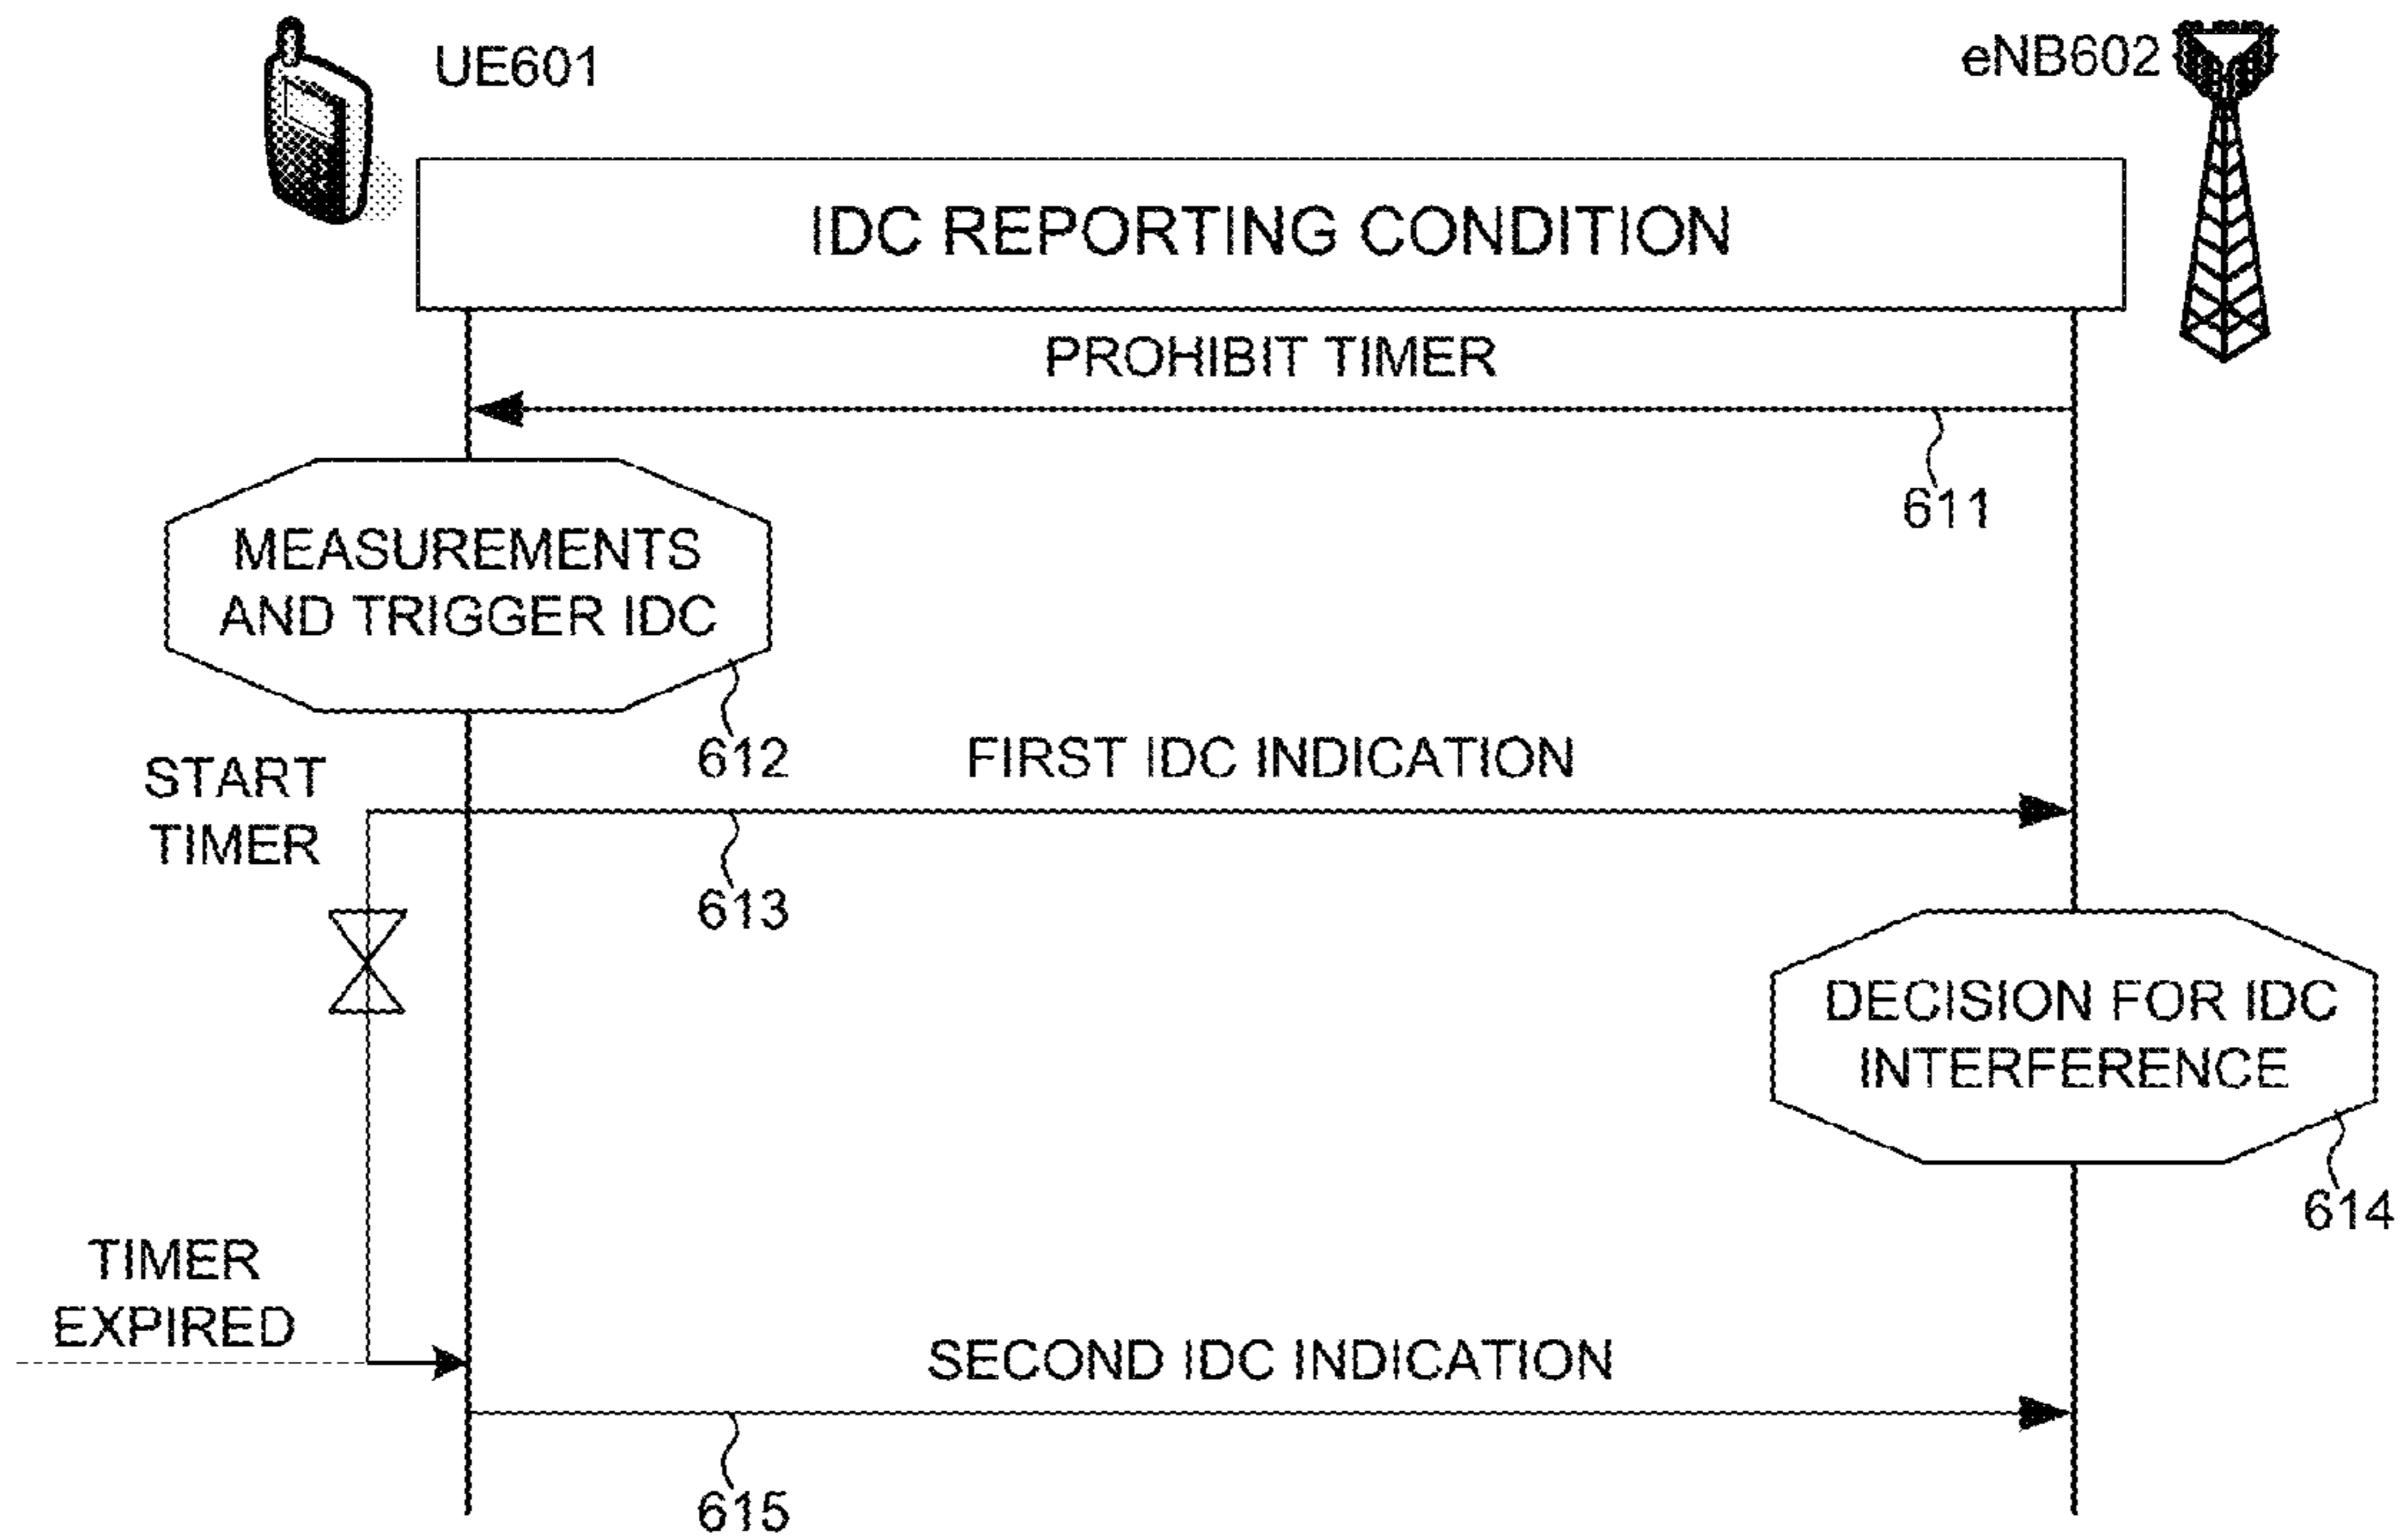 UE601
eNB602
IDC REPORTING CONDITION
PROHIBIT TIMER
611
MEASUREMENTS
AND TRIGGER IDC
612
FIRST IDC INDICATION
START
TIMER
613
DECISION FOR IDC
INTERFERENCE
614
TIMER
EXPIRED
SECOND IDC INDICATION
615